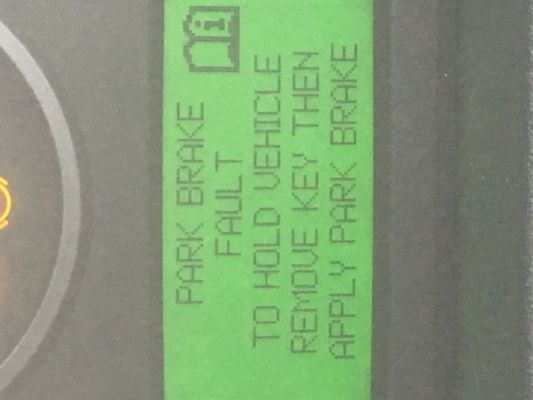 PARK BRAKE
FAULT
TO HOLD VEHICLE
REMOVE KEY THEN
APPLY PARK BRAKE